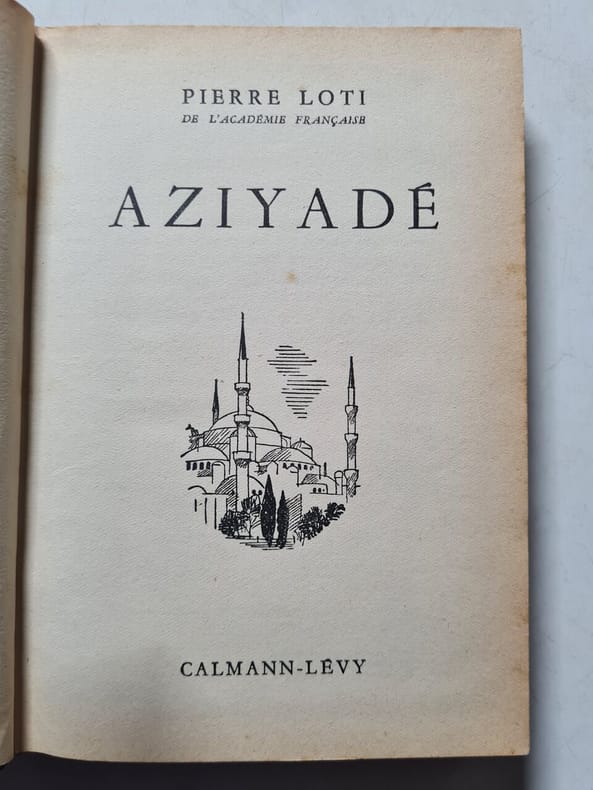 PIERRE LOTI
DE L'ACADÉMIE FRANÇAISE
AZIYADÉ
CALMANN-LÉVY